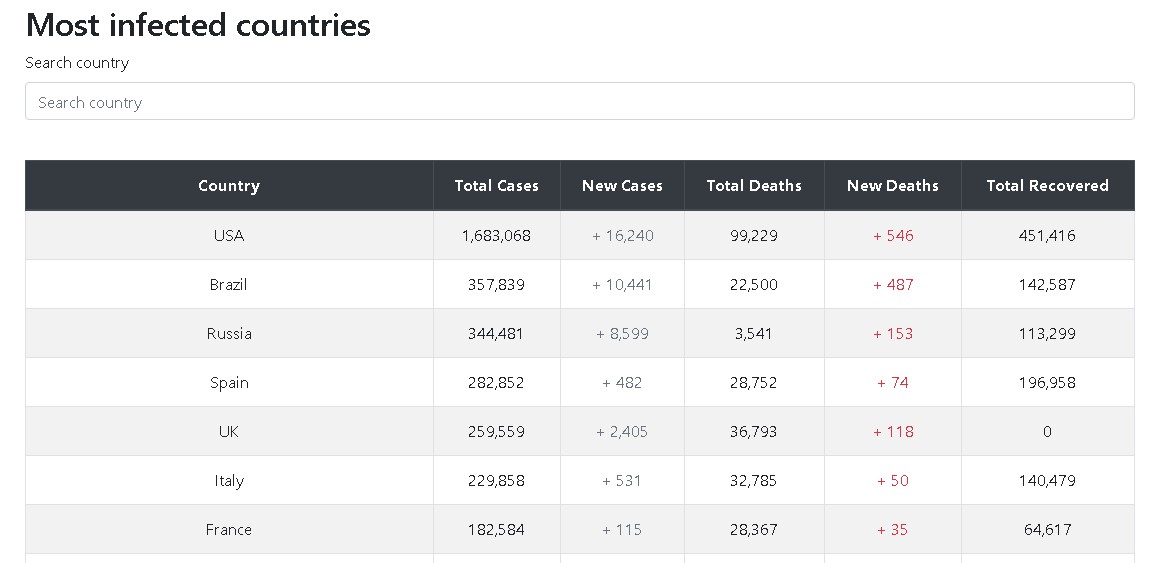 Most infected countries
Search country
Search country
Country Total Cases New Cases Total Deaths New Deaths Total Recovered
USA 1,683,068 + 16,240 99,229 + 546 451,416
Brazil 357,839 + 10,441 22,500 + 487 142,587
Russia 344,481 + 8,599 3,541 + 153 113,299
Spain 282,852 + 482 28,752 + 74 196,958
UK 259,559 + 2,405 36,793 + 118 0
Italy 229,858 + 531 32,785 + 50 140,479
France 182,584 + 115 28,367 + 35 64,617